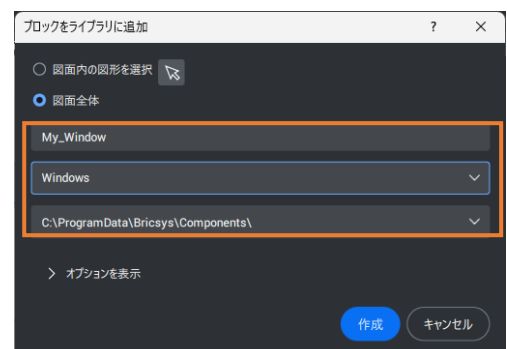 ブロックをライブラリに追加 ? ×
図面内の図形を選択
図面全体
My_Window
Windows
C:\ProgramData\Bricsys\Components\
オプションを表示
作成 キャンセル